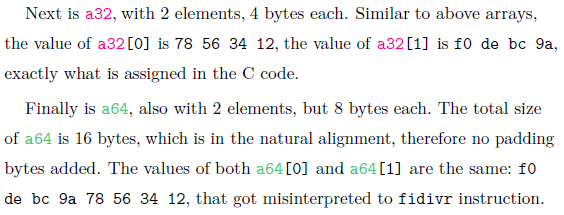 Next is a32, with 2 elements, 4 bytes each. Similar to above arrays,
the value of a32[0] is 78 56 34 12, the value of a32[1] is f0 de bc 9a,
exactly what is assigned in the C code.
Finally is a64, also with 2 elements, but 8 bytes each. The total size
of a64 is 16 bytes, which is in the natural alignment, therefore no padding
bytes added. The values of both a64[0] and a64[1] are the same: f0
de bc 9a 78 56 34 12, that got misinterpreted to fidivr instruction.